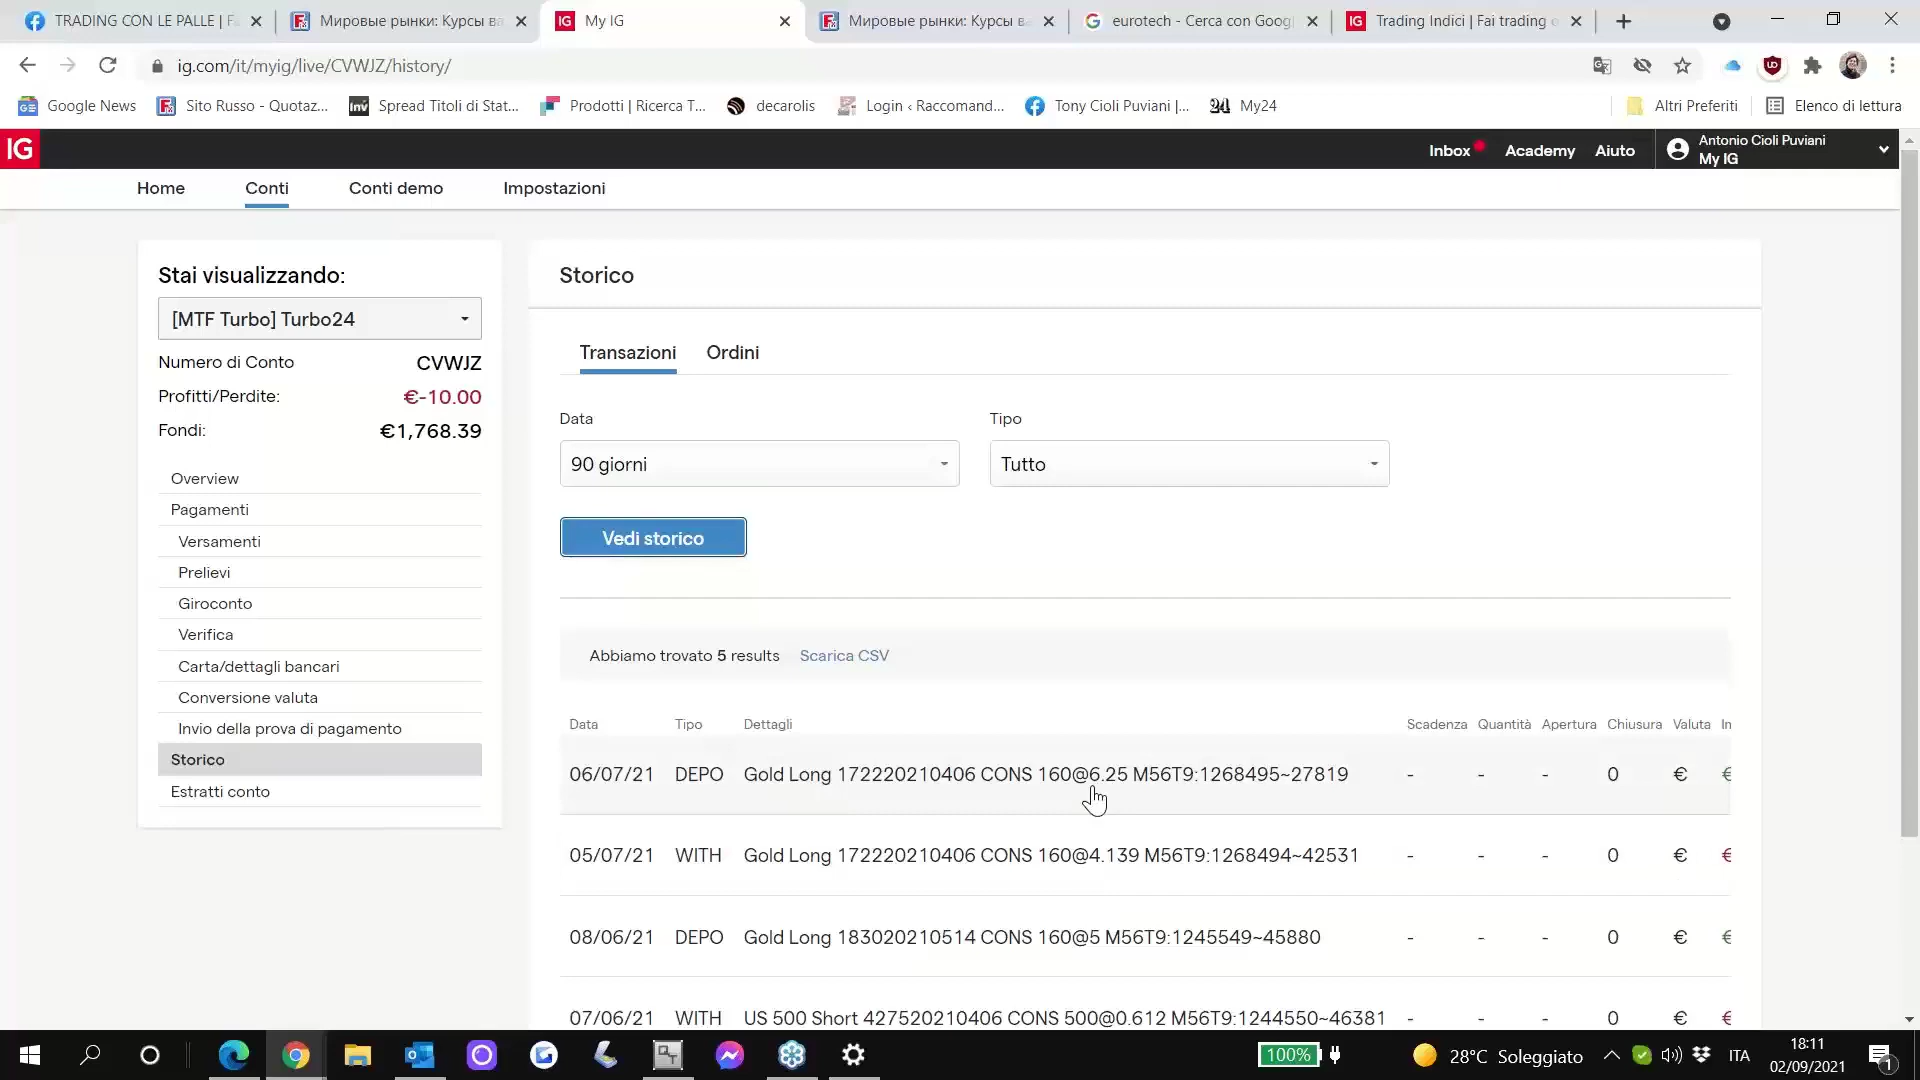 TRADING CON LE PALLE | F
Мировые рынки: Курсы ва
My IG
Мировые рынки: Курсы ва
eurotech - Cerca con Goog
Trading Indici | Fai trading o
ig.com/it/myig/live/CVWJZ/history/
Google News
Sito Russo - Quotaz...
Spread Titoli di Stat...
Prodotti | Ricerca T...
decarolis
Login ‹ Raccomand...
Tony Cioli Puviani |...
My24
Altri Preferiti
Elenco di lettura
IG
Inbox
Academy
Aiuto
Antonio Cioli Puviani
My IG
Home
Conti
Conti demo
Impostazioni
Stai visualizzando:
[MTF Turbo] Turbo24
Numero di Conto CVWJZ
Profitti/Perdite: €-10.00
Fondi: €1,768.39
Overview
Pagamenti
Versamenti
Prelievi
Giroconto
Verifica
Carta/dettagli bancari
Conversione valuta
Invio della prova di pagamento
Storico
Estratti conto
Storico
Transazioni Ordini
Data Tipo
90 giorni Tutto
Vedi storico
Abbiamo trovato 5 results Scarica CSV
Data Tipo Dettagli Scadenza Quantità Apertura Chiusura Valuta In
06/07/21 DEPO Gold Long 172220210406 CONS 160@6.25 M56T9:1268495~27819 - - - 0 € €
05/07/21 WITH Gold Long 172220210406 CONS 160@4.139 M56T9:1268494~42531 - - - 0 € €
08/06/21 DEPO Gold Long 183020210514 CONS 160@5 M56T9:1245549~45880 - - - 0 € €
07/06/21 WITH US 500 Short 427520210406 CONS 500@0.612 M56T9:1244550~46381 - - - 0 € €
100%
28°C Soleggiato
ITA
18:11
02/09/2021
1